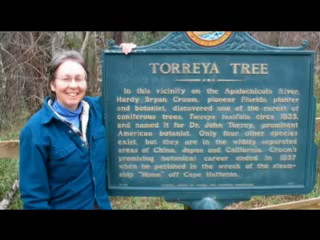 TORREYA TREE
In this vicinity on the Apalachicola River,
Hardy Bryan Croom, pioneer Florida planter
and botanist, discovered one of the rarest of
coniferous trees, Torreya taxifolia circa 1835,
and named it for Dr. John Torrey, prominent
American botanist. Only four other species
exist, but they are in the widely separated
areas of China, Japan and California. Croom's
promising botanical career ended in 1837
when he perished in the wreck of the steam-
ship "Home" off Cape Hatteras.